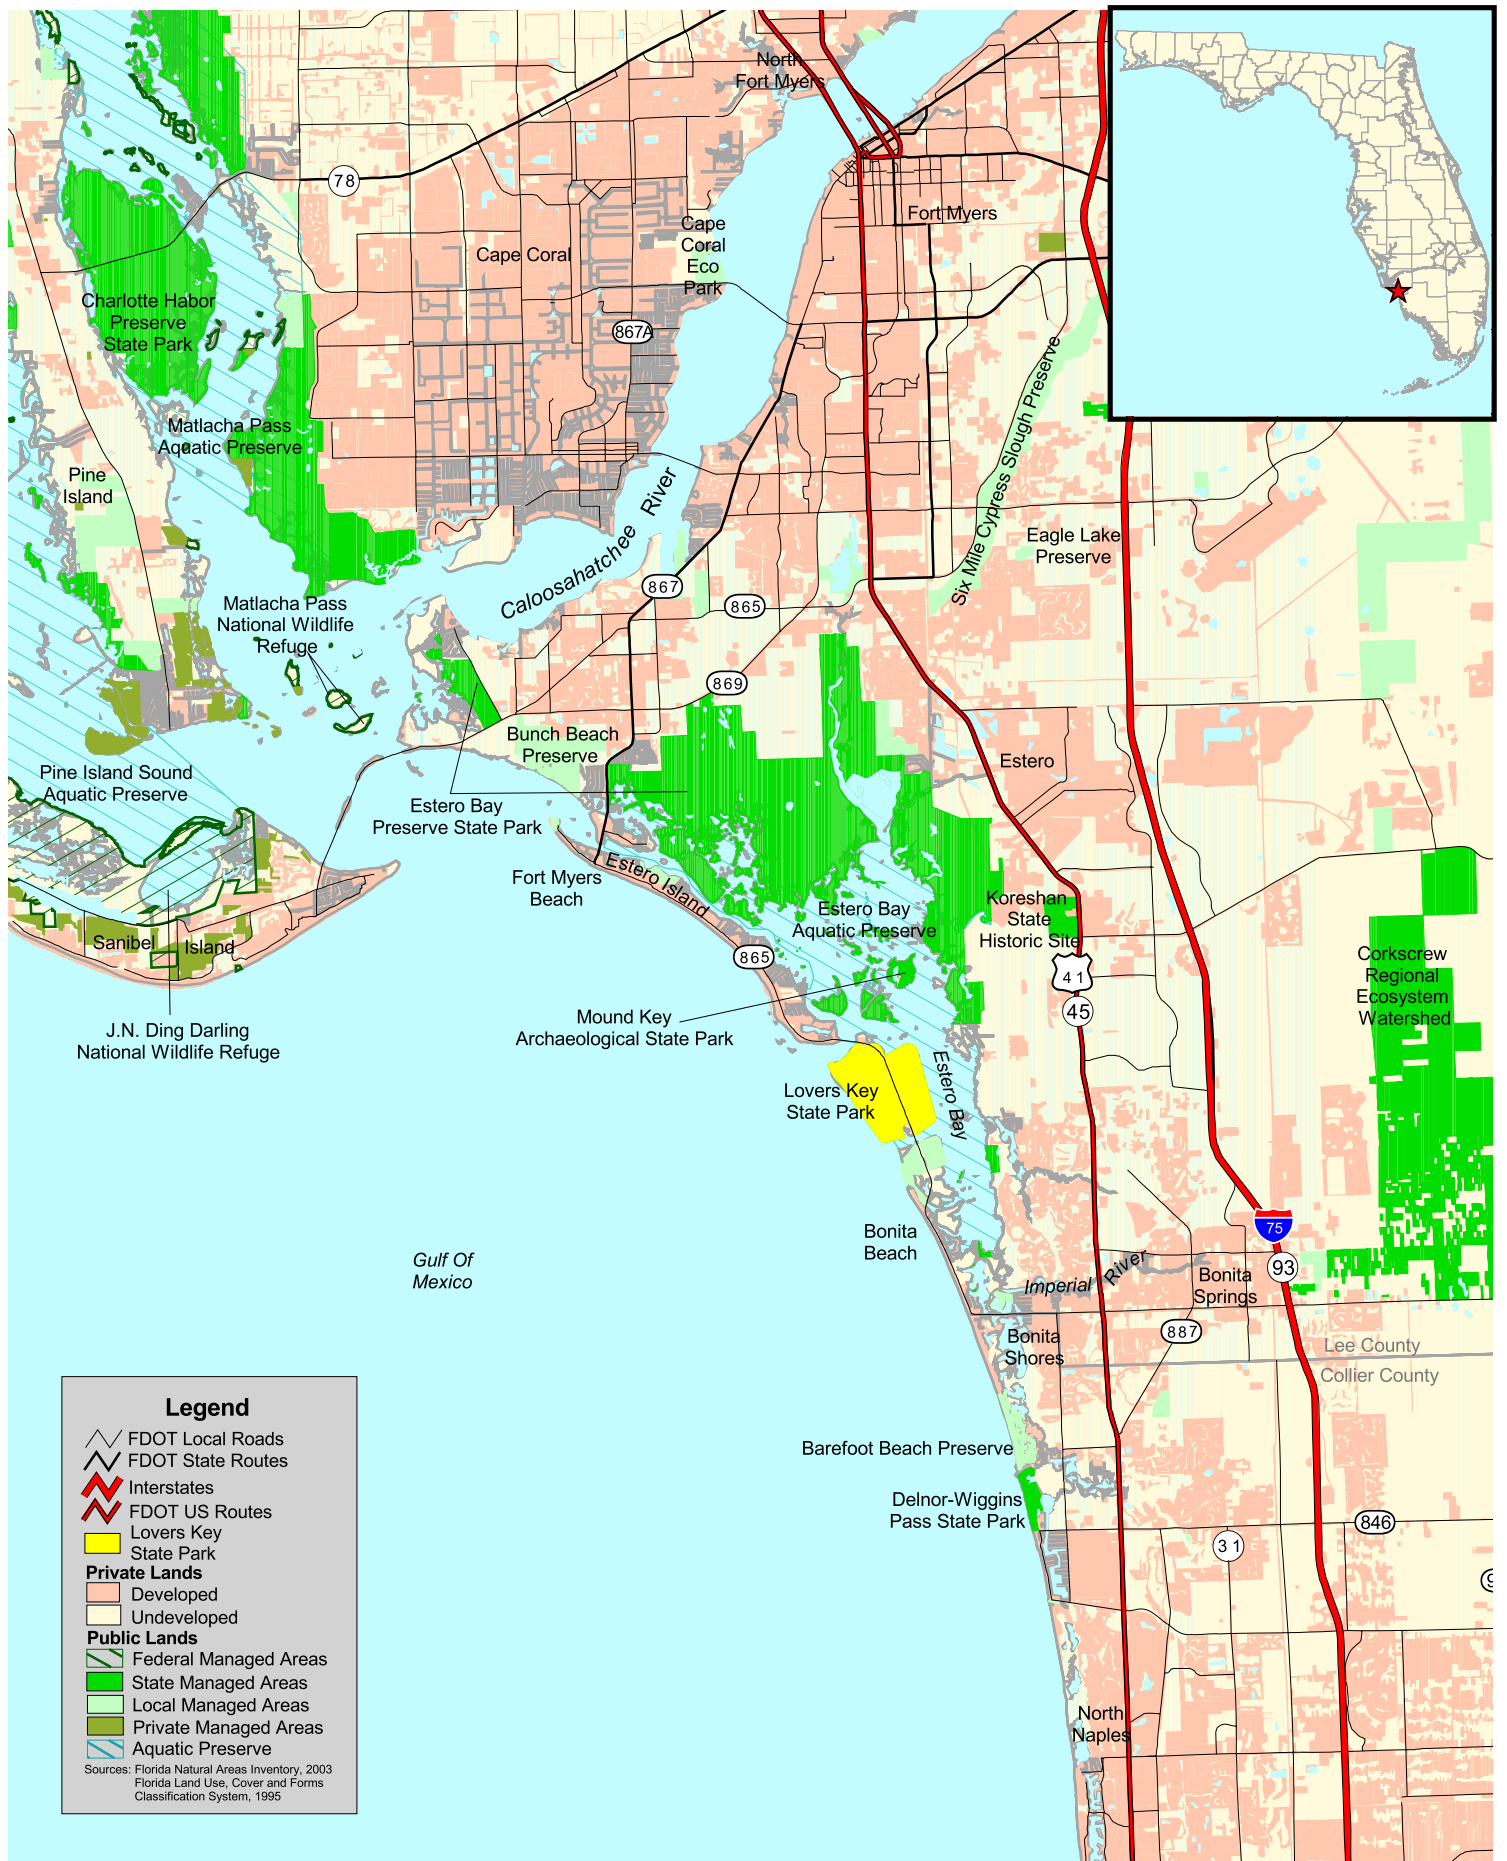 North
Fort Myers
78
Fort Myers
Cape
Coral
Eco
Park
Cape Coral
Charlotte Habor
Preserve
State Park
867A
Six Mile Cypress Slough Preserve
Matlacha Pass
Aquatic Preserve
Pine
Island
Caloosahatchee River
Eagle Lake
Preserve
867
865
Matlacha Pass
National Wildlife
Refuge
869
Bunch Beach
Preserve
Estero
Pine Island Sound
Aquatic Preserve
Estero Bay
Preserve State Park
Fort Myers
Beach
Estero Island
Estero Bay
Aquatic Preserve
Koreshan
State
Historic Site
Sanibel Island
865
41
45
Corkscrew
Regional
Ecosystem
Watershed
J.N. Ding Darling
National Wildlife Refuge
Mound Key
Archaeological State Park
Estero Bay
Lovers Key
State Park
Bonita
Beach
75
Gulf Of
Mexico
Imperial River
93
Bonita
Springs
887
Bonita
Shores
Lee County
Collier County
Barefoot Beach Preserve
Delnor-Wiggins
Pass State Park
846
31
9
North
Naples
Legend
FDOT Local Roads
FDOT State Routes
Interstates
FDOT US Routes
Lovers Key
State Park
Private Lands
Developed
Undeveloped
Public Lands
Federal Managed Areas
State Managed Areas
Local Managed Areas
Private Managed Areas
Aquatic Preserve
Sources: Florida Natural Areas Inventory, 2003
Florida Land Use, Cover and Forms
Classification System, 1995